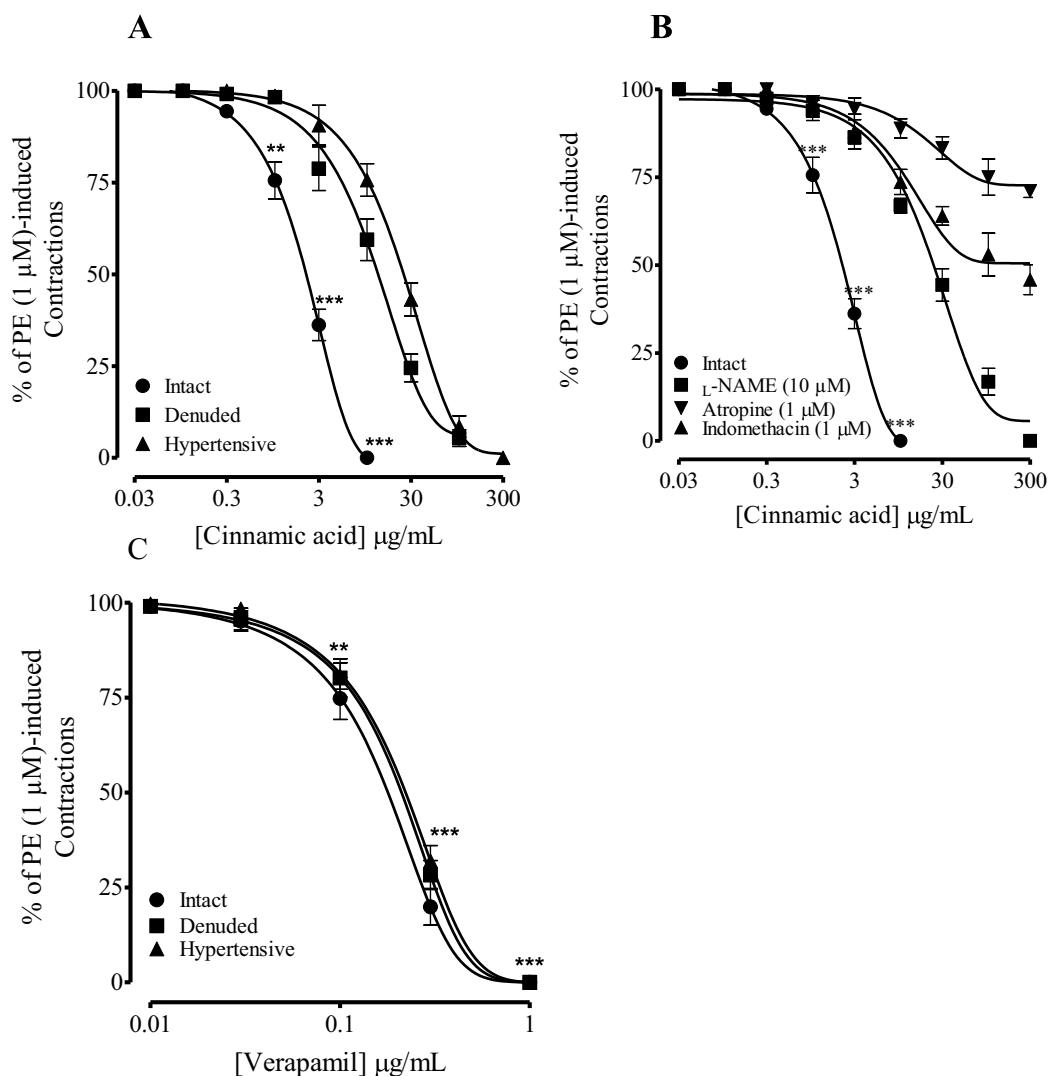 A
100
75
50
25
0
% of PE (1 μM)-induced
Contractions
**
***
***
Intact
Denuded
Hypertensive
0.03
0.3
3
30
300
[Cinnamic acid] μg/mL
B
100
75
50
25
0
% of PE (1 μM)-induced
Contractions
***
***
***
Intact
L-NAME (10 μM)
Atropine (1 μM)
Indomethacin (1 μM)
0.03
0.3
3
30
300
[Cinnamic acid] μg/mL
C
100
75
50
25
0
% of PE (1 μM)-induced
Contractions
**
***
***
Intact
Denuded
Hypertensive
0.01
0.1
1
[Verapamil] μg/mL